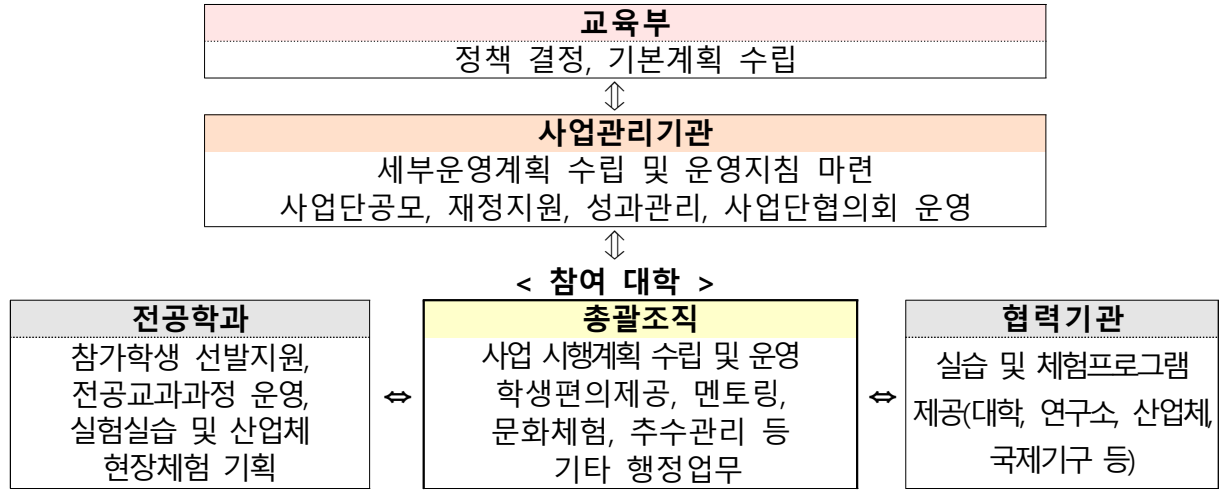 교육부
정책 결정, 기본계획 수립
⇕
사업관리기관
세부운영계획 수립 및 운영지침 마련
사업단공모, 재정지원, 성과관리, 사업단협의회 운영
⇕
< 참여 대학 >
전공학과
참가학생 선발지원,
전공교과과정 운영,
실험실습 및 산업체
현장체험 기획
⇔
총괄조직
사업 시행계획 수립 및 운영
학생편의제공, 멘토링,
문화체험, 추수관리 등
기타 행정업무
⇔
협력기관
실습 및 체험프로그램
제공(대학, 연구소, 산업체,
국제기구 등)